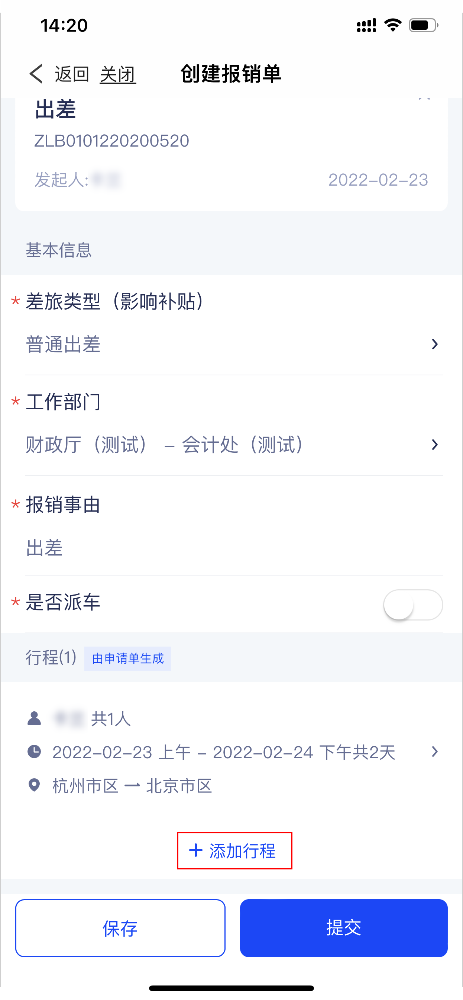 14:20
返回 关闭 创建报销单
出差
ZLB0101220200520
发起人: 2022-02-23
基本信息
* 差旅类型（影响补贴）
普通出差
* 工作部门
财政厅（测试） - 会计处（测试）
* 报销事由
出差
* 是否派车
行程(1) 由申请单生成
共1人
2022-02-23 上午 - 2022-02-24 下午共2天
杭州市区 → 北京市区
+ 添加行程
保存 提交